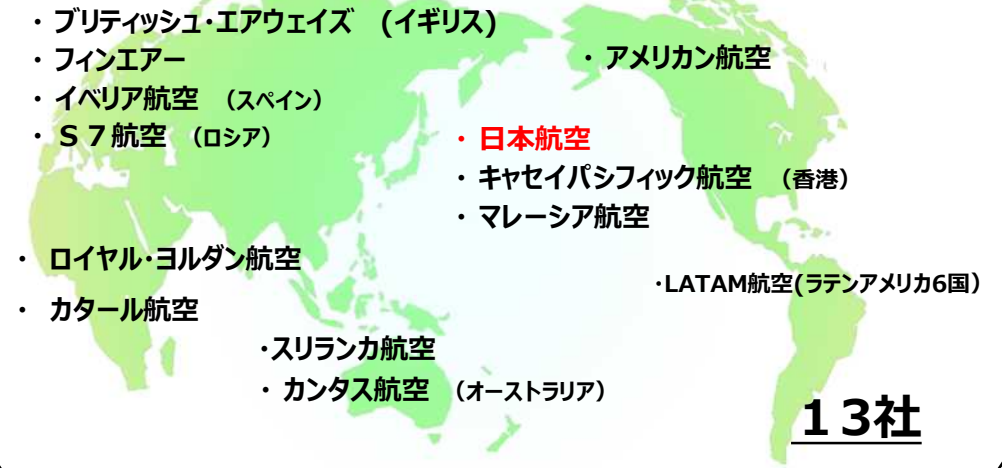 ・ブリティッシュ・エアウェイズ (イギリス)
・フィンエアー
・イベリア航空 （スペイン）
・Ｓ７航空 （ロシア）
・アメリカン航空
・日本航空
・キャセイパシフィック航空 （香港）
・マレーシア航空
・ ロイヤル・ヨルダン航空
・ カタール航空
・LATAM航空(ラテンアメリカ6国）
・スリランカ航空
・カンタス航空 （オーストラリア）
１3社